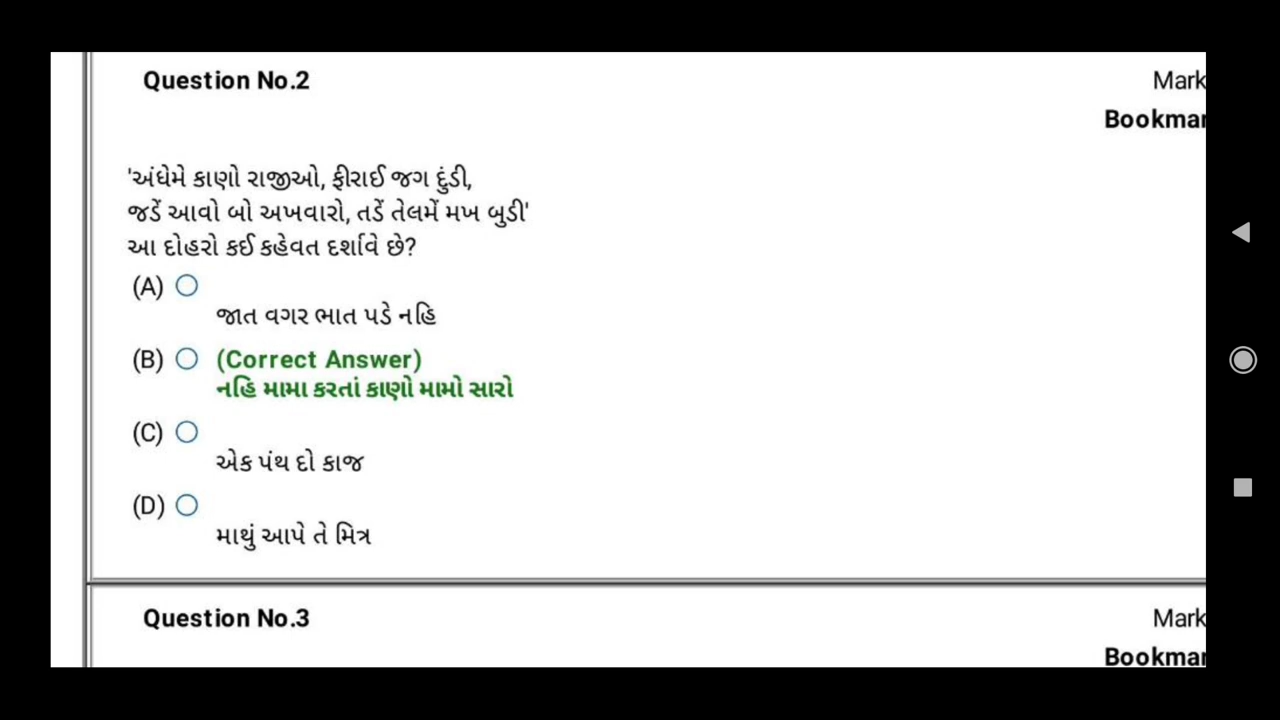 Question No.2
Mark
Bookmar
'અંધેમે કાણો રાજીઓ, ફીરાઈ જગ દુંડી,
જડેં આવો બો અખવારો, તડેં તેલમેં મખ બુડી'
આ દોહરો કઈ કહેવત દર્શાવે છે?
(A)
જાત વગર ભાત પડે નહિ
(B) (Correct Answer)
નહિ મામા કરતાં કાણો મામો સારો
(C)
એક પંથ દો કાજ
(D)
માથું આપે તે મિત્ર
Question No.3
Mark
Bookmar